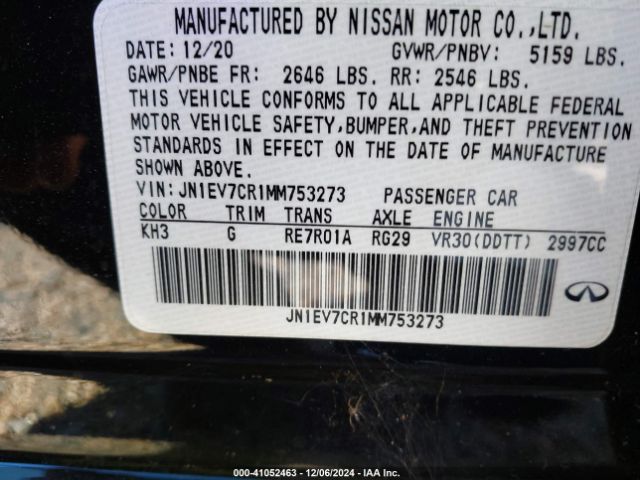 MANUFACTURED BY NISSAN MOTOR CO.,LTD.
DATE: 12/20 GVWR/PNBV: 5159 LBS.
GAWR/PNBE FR: 2646 LBS. RR: 2546 LBS.
THIS VEHICLE CONFORMS TO ALL APPLICABLE FEDERAL
MOTOR VEHICLE SAFETY,BUMPER,AND THEFT PREVENTION
STANDARDS IN EFFECT ON THE DATE OF MANUFACTURE
SHOWN ABOVE.
VIN: JN1EV7CR1MM753273 PASSENGER CAR
COLOR TRIM TRANS AXLE ENGINE
KH3 G RE7R01A RG29 VR30(DDTT) 2997CC
JN1EV7CR1MM753273
000-41052463 - 12/06/2024 - IAA Inc.